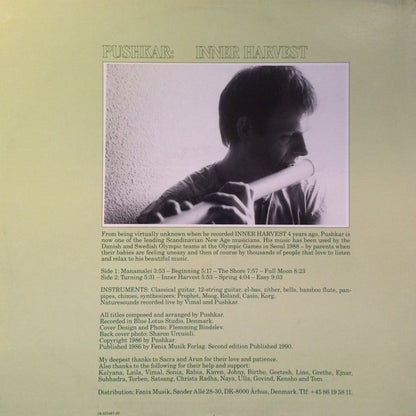 PUSHKAR: INNER HARVEST
From being virtually unknown when he recorded INNER HARVEST 4 years ago, Pushkar is
now one of the leading Scandinavian New Age musicians. His music has been used by the
Danish and Swedish Olympic teams at the Olympic Games in Seoul 1988 – by parents when
their babies are feeling uneasy and then of course by thousands of people that love to listen
and relax to his beautiful music.
Side 1: Manamalei 3:53 – Beginning 5:17 – The Shore 7:57 – Full Moon 8:23
Side 2: Turning 5:31 – Inner Harvest 5:53 – Spring 4:04 – Easy 9:03
INSTRUMENTS: Classical guitar, 12-string guitar, el-bas, zither, bells, bamboo flute, pan-
pipes, chimes, synthesizers: Prophet, Moog, Roland, Casio, Korg.
Naturesounds recorded live by Vimal and Pushkar.
All titles composed and arranged by Pushkar.
Recorded in Blue Lotus Studio, Denmark.
Cover Design and Photo: Flemming Bindslev.
Back cover photo: Sharon Urcuioli.
Copyright 1986 by Pushkar.
Published 1986 by Fønix Musik Forlag. Second edition Published 1990.
My deepest thanks to Sacra and Arun for their love and patience.
Also thanks to the following for their help and support:
Kalyana, Laila, Vimal, Sonia, Rabia, Karen, Johny, Birthe, Geetesh, Line, Grethe, Ejnar,
Subhadra, Torben, Satsang, Christa Radha, Naya, Ulla, Govind, Kensho and Tom.
Distribution: Fønix Musik, Sønder Allé 28-30, DK-8000 Århus, Denmark. Tlf: +45 86 19 58 11.